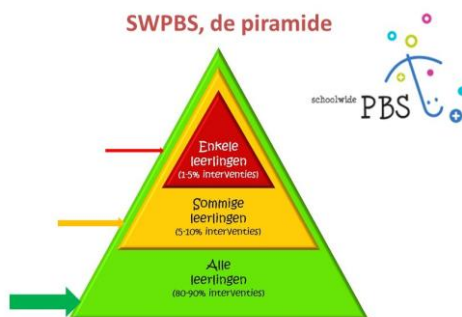 SWPBS, de piramide
schoolwide PBS
Enkele
leerlingen
(1-5% interventies)
Sommige
leerlingen
(5-10% interventies)
Alle
leerlingen
(80-90% interventies)